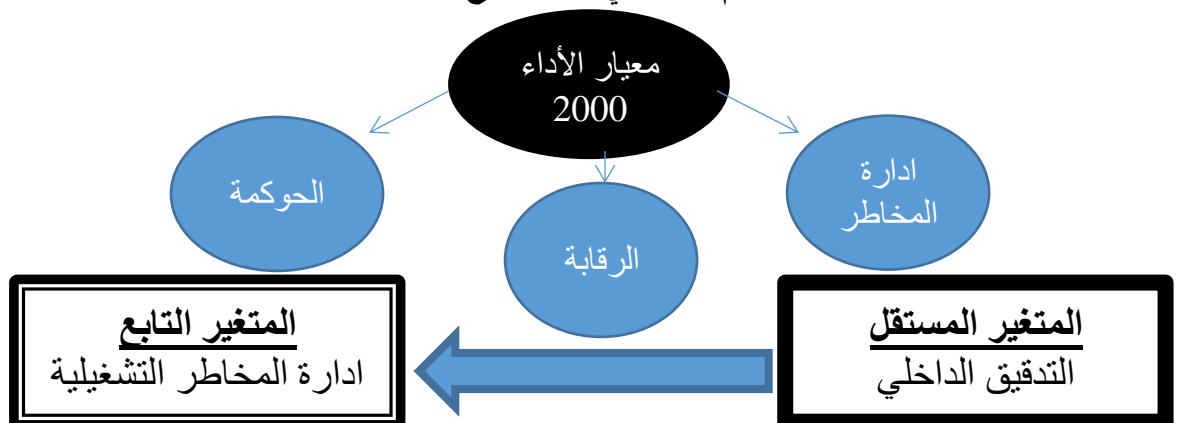 معيار الأداء
2000
ادارة
المخاطر
الرقابة
الحوكمة
المتغير المستقل
التدقيق الداخلي
المتغير التابع
ادارة المخاطر التشغيلية